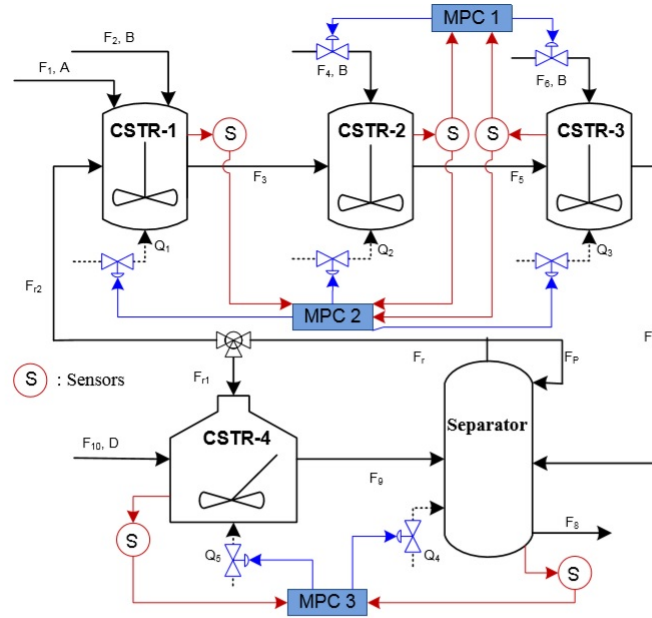 MPC 1
F2, B
F1, A
F4, B
F6, B
CSTR-1
S
CSTR-2
S
S
CSTR-3
F3
F5
Q1
Q2
Q3
Fr2
MPC 2
Fr
FP
F
S : Sensors
Fr1
CSTR-4
Separator
F10, D
F9
F8
S
Q5
Q4
S
MPC 3